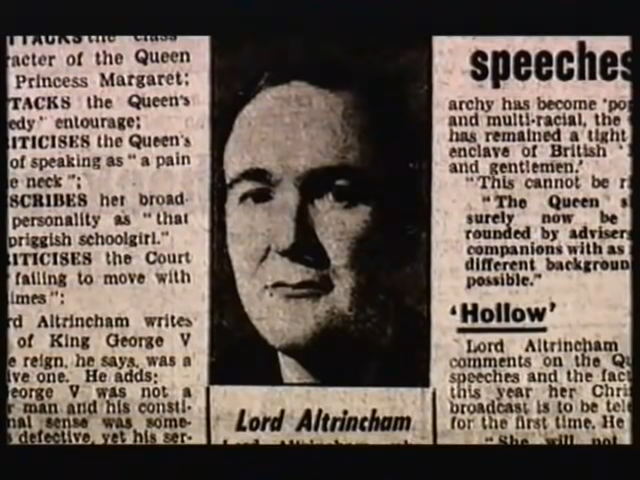 ATTACKS the "class"
racter of the Queen
Princess Margaret;
TTACKS the Queen's
edy" entourage;
ITICISES the Queen's
of speaking as "a pain
e neck";
SCRIBES her broad-
personality as "that
priggish schoolgirl."
ITICISES the Court
failing to move with
imes":
rd Altrincham writes
of King George V
e reign, he says, was a
ive one. He adds:
George V was not a
r man and his consti-
nal sense was some-
s defective, yet his ser-
Lord Altrincham
speeches
archy has become 'pop
and multi-racial, the
has remained a tight
enclave of British '
and gentlemen.'
"This cannot be ri
"The Queen s
surely now be
rounded by advisers
companions with as
different backgroun
possible."
'Hollow'
Lord Altrincham
comments on the Qu
speeches and the fact
this year her Chri
broadcast is to be tele
for the first time. He
"She will not